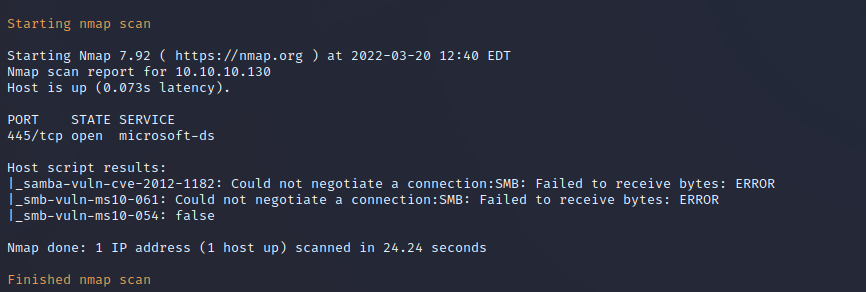 Starting nmap scan
Starting Nmap 7.92 ( https://nmap.org ) at 2022-03-20 12:40 EDT
Nmap scan report for 10.10.10.130
Host is up (0.073s latency).
PORT    STATE SERVICE
445/tcp open  microsoft-ds
Host script results:
|_samba-vuln-cve-2012-1182: Could not negotiate a connection:SMB: Failed to receive bytes: ERROR
|_smb-vuln-ms10-061: Could not negotiate a connection:SMB: Failed to receive bytes: ERROR
|_smb-vuln-ms10-054: false
Nmap done: 1 IP address (1 host up) scanned in 24.24 seconds
Finished nmap scan